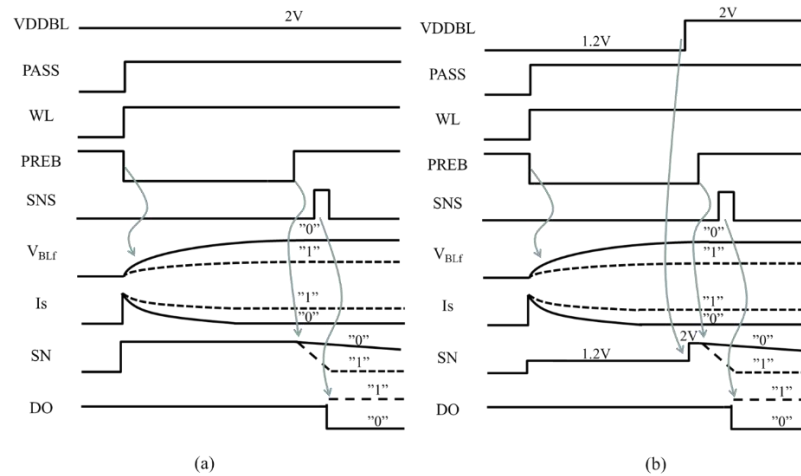 VDDBL
2V
PASS
WL
PREB
SNS
"0"
VBLf
"1"
Is
"1"
"0"
SN
"0"
"1"
DO
"1"
"0"
(a)
VDDBL
1.2V
2V
PASS
WL
PREB
SNS
"0"
VBLf
"1"
Is
"1"
"0"
SN
1.2V
2V
"0"
"1"
DO
"1"
"0"
(b)